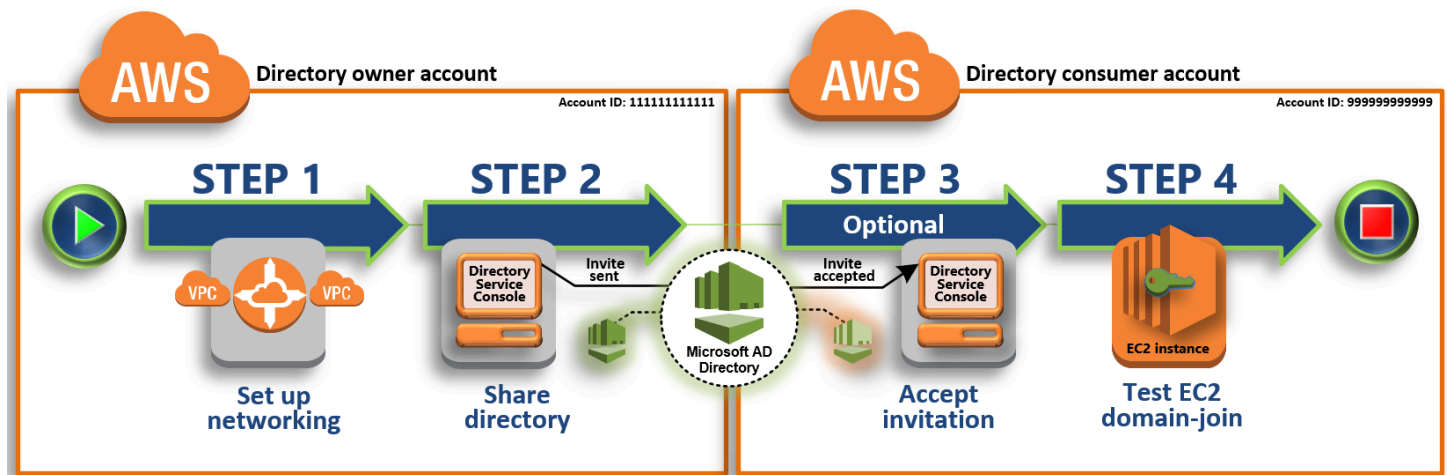 AWS
Directory owner account
Account ID: 111111111111
STEP 1
STEP 2
VPC
VPC
Directory
Service
Console
Invite
sent
Set up
networking
Share
directory
Microsoft AD
Directory
AWS
Directory consumer account
Account ID: 999999999999
STEP 3
STEP 4
Optional
Invite
accepted
Directory
Service
Console
EC2 instance
Accept
invitation
Test EC2
domain-join